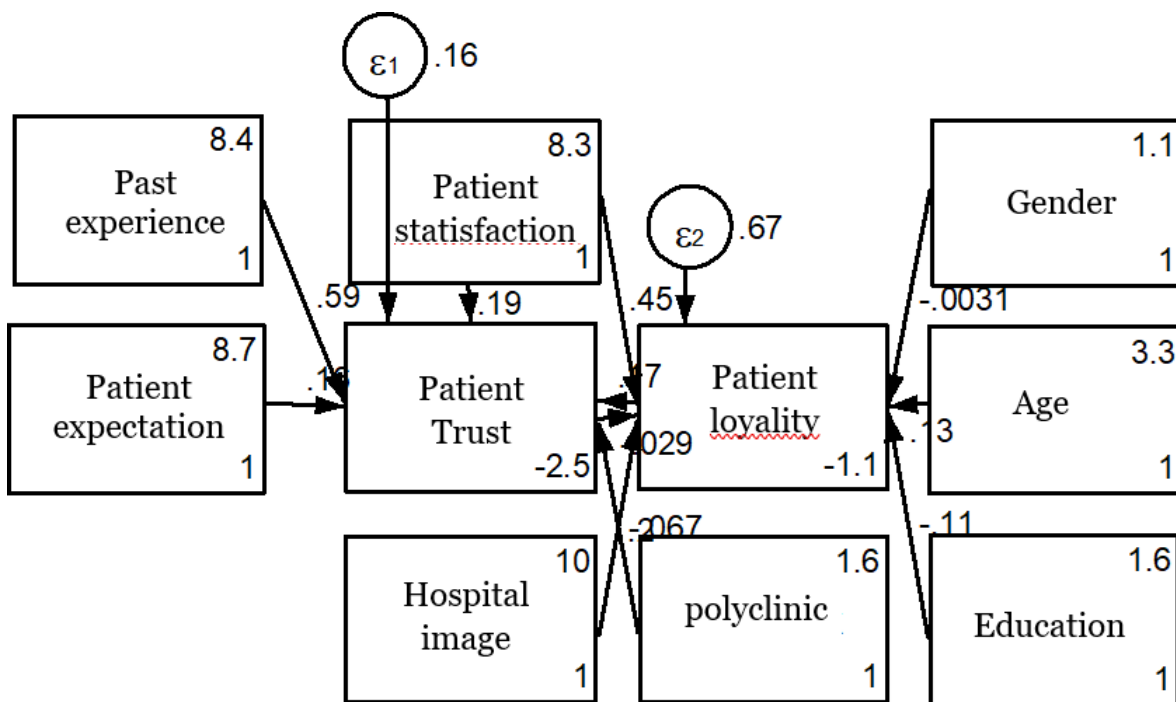 ε1 .16
8.4
Past
experience
1
8.3
Patient
statisfaction
1
ε2 .67
1.1
Gender
1
.59
.19
.45
-.0031
8.7
Patient
expectation
1
Patient
Trust
-2.5
Patient
loyality
-1.1
3.3
Age
1
.13
-.11
10
Hospital
image
1
1.6
polyclinic
1
1.6
Education
1